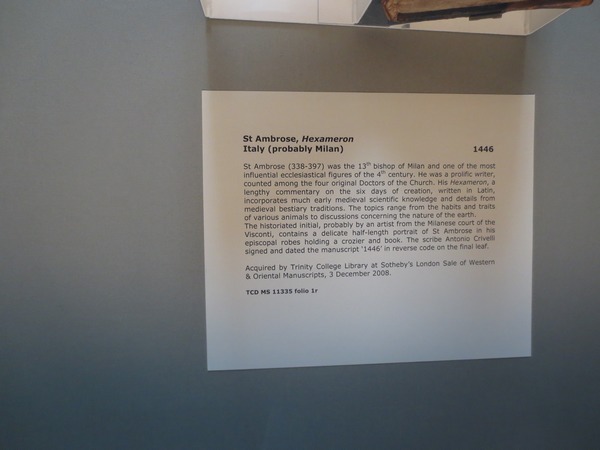 St Ambrose, Hexameron
Italy (probably Milan) 1446
St Ambrose (338-397) was the 13th bishop of Milan and one of the most
influential ecclesiastical figures of the 4th century. He was a prolific writer,
counted among the four original Doctors of the Church. His Hexameron, a
lengthy commentary on the six days of creation, written in Latin,
incorporates much early medieval scientific knowledge and details from
medieval bestiary traditions. The topics range from the habits and traits
of various animals to discussions concerning the nature of the earth.
The historiated initial, probably by an artist from the Milanese court of the
Visconti, contains a delicate half-length portrait of St Ambrose in his
episcopal robes holding a crozier and book. The scribe Antonio Crivelli
signed and dated the manuscript '1446' in reverse code on the final leaf.
Acquired by Trinity College Library at Sotheby's London Sale of Western
& Oriental Manuscripts, 3 December 2008.
TCD MS 11335 folio 1r